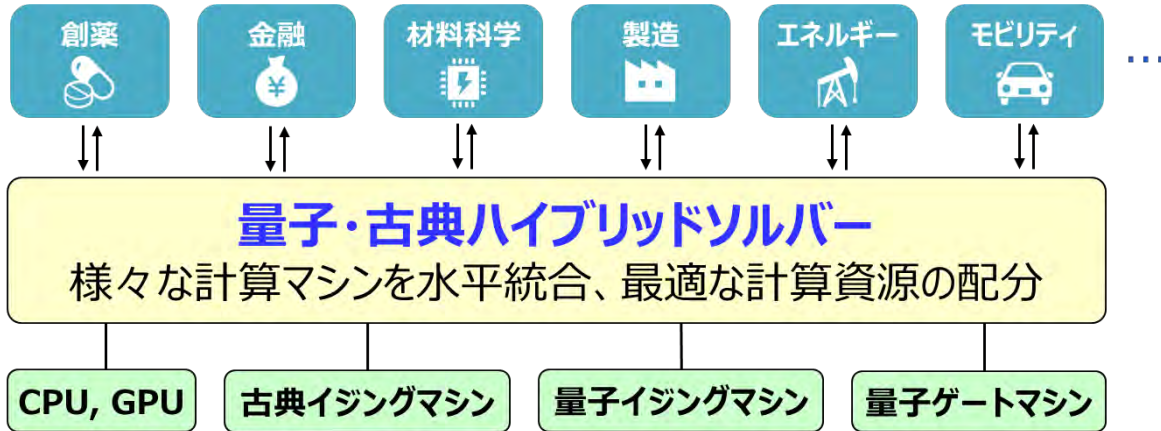 創薬
金融
材料科学
製造
エネルギー
モビリティ
…
¥
量子・古典ハイブリッドソルバー
様々な計算マシンを水平統合、最適な計算資源の配分
CPU, GPU
古典イジングマシン
量子イジングマシン
量子ゲートマシン